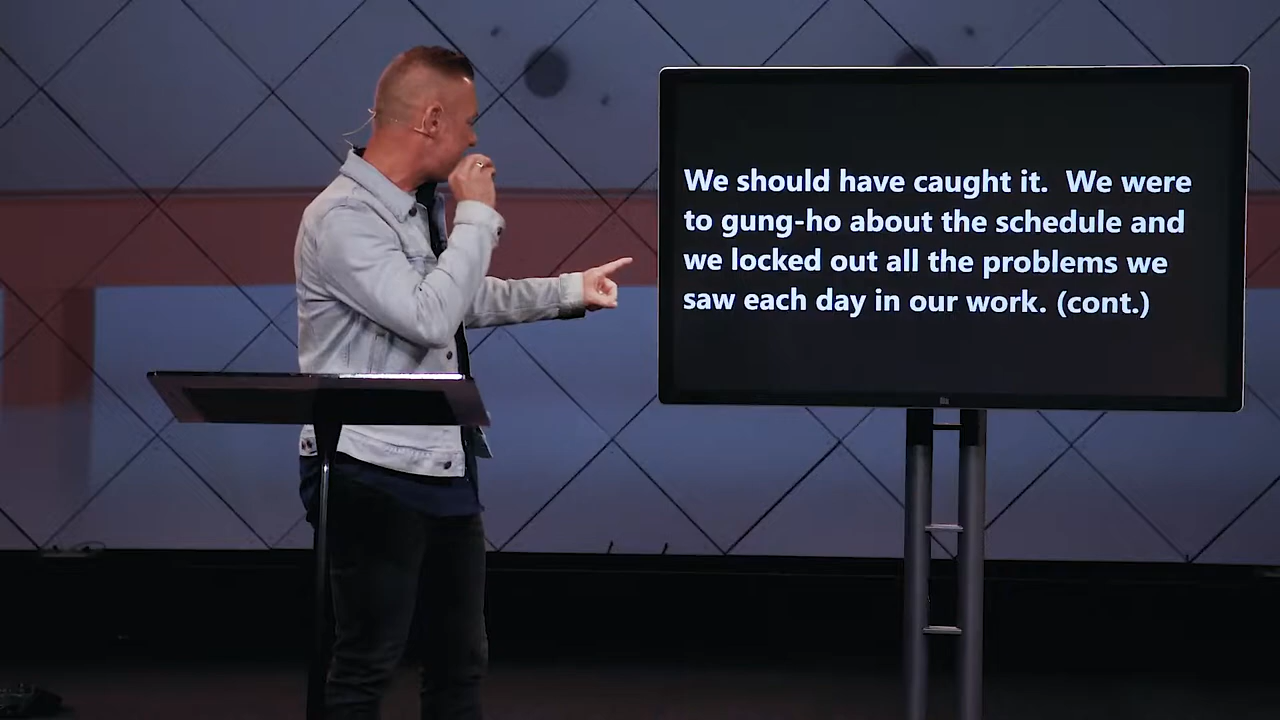 We should have caught it.  We were
to gung-ho about the schedule and
we locked out all the problems we
saw each day in our work. (cont.)